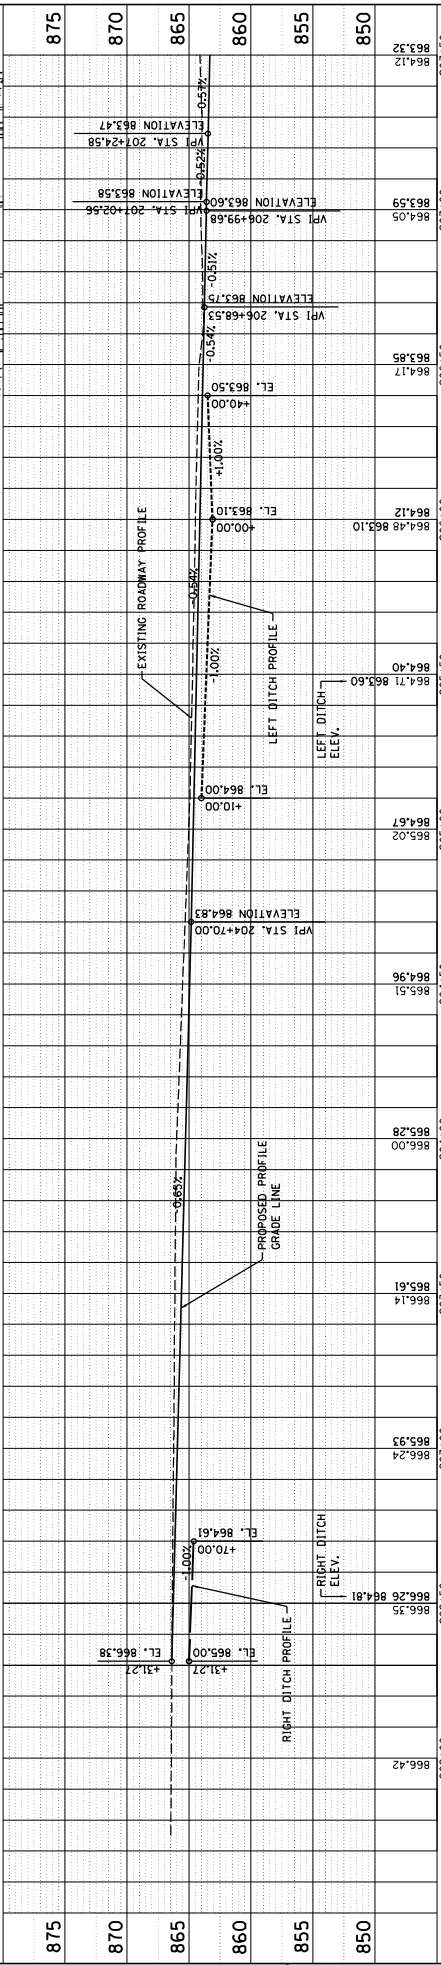 875
870
865
860
855
850
863.32
864.12
-0.57%
ELEVATION 863.47
VPI STA. 207+24.58
-0.52%
ELEVATION 863.58
VPI STA. 207+02.56
ELEVATION 863.60
VPI STA. 206+99.68
863.59
864.05
-0.51%
ELEVATION 863.75
VPI STA. 206+68.53
-0.54%
863.85
864.17
EL. 863.50
+40.00
+1.00%
EL. 863.10
+00.00
864.12
864.48 863.10
EXISTING ROADWAY PROFILE
-0.54%
-1.00%
LEFT DITCH PROFILE
LEFT DITCH
ELEV.
864.40
864.71 863.60
EL. 864.00
+10.00
864.67
865.02
ELEVATION 864.83
VPI STA. 204+70.00
864.96
865.51
865.28
866.00
-0.65%
PROPOSED PROFILE
GRADE LINE
865.61
866.14
865.93
866.24
EL. 864.61
+70.00
-1.00%
RIGHT DITCH
ELEV.
866.26 864.81
866.35
RIGHT DITCH PROFILE
EL. 866.38
+31.27
EL. 865.00
+31.27
866.42
875
870
865
860
855
850